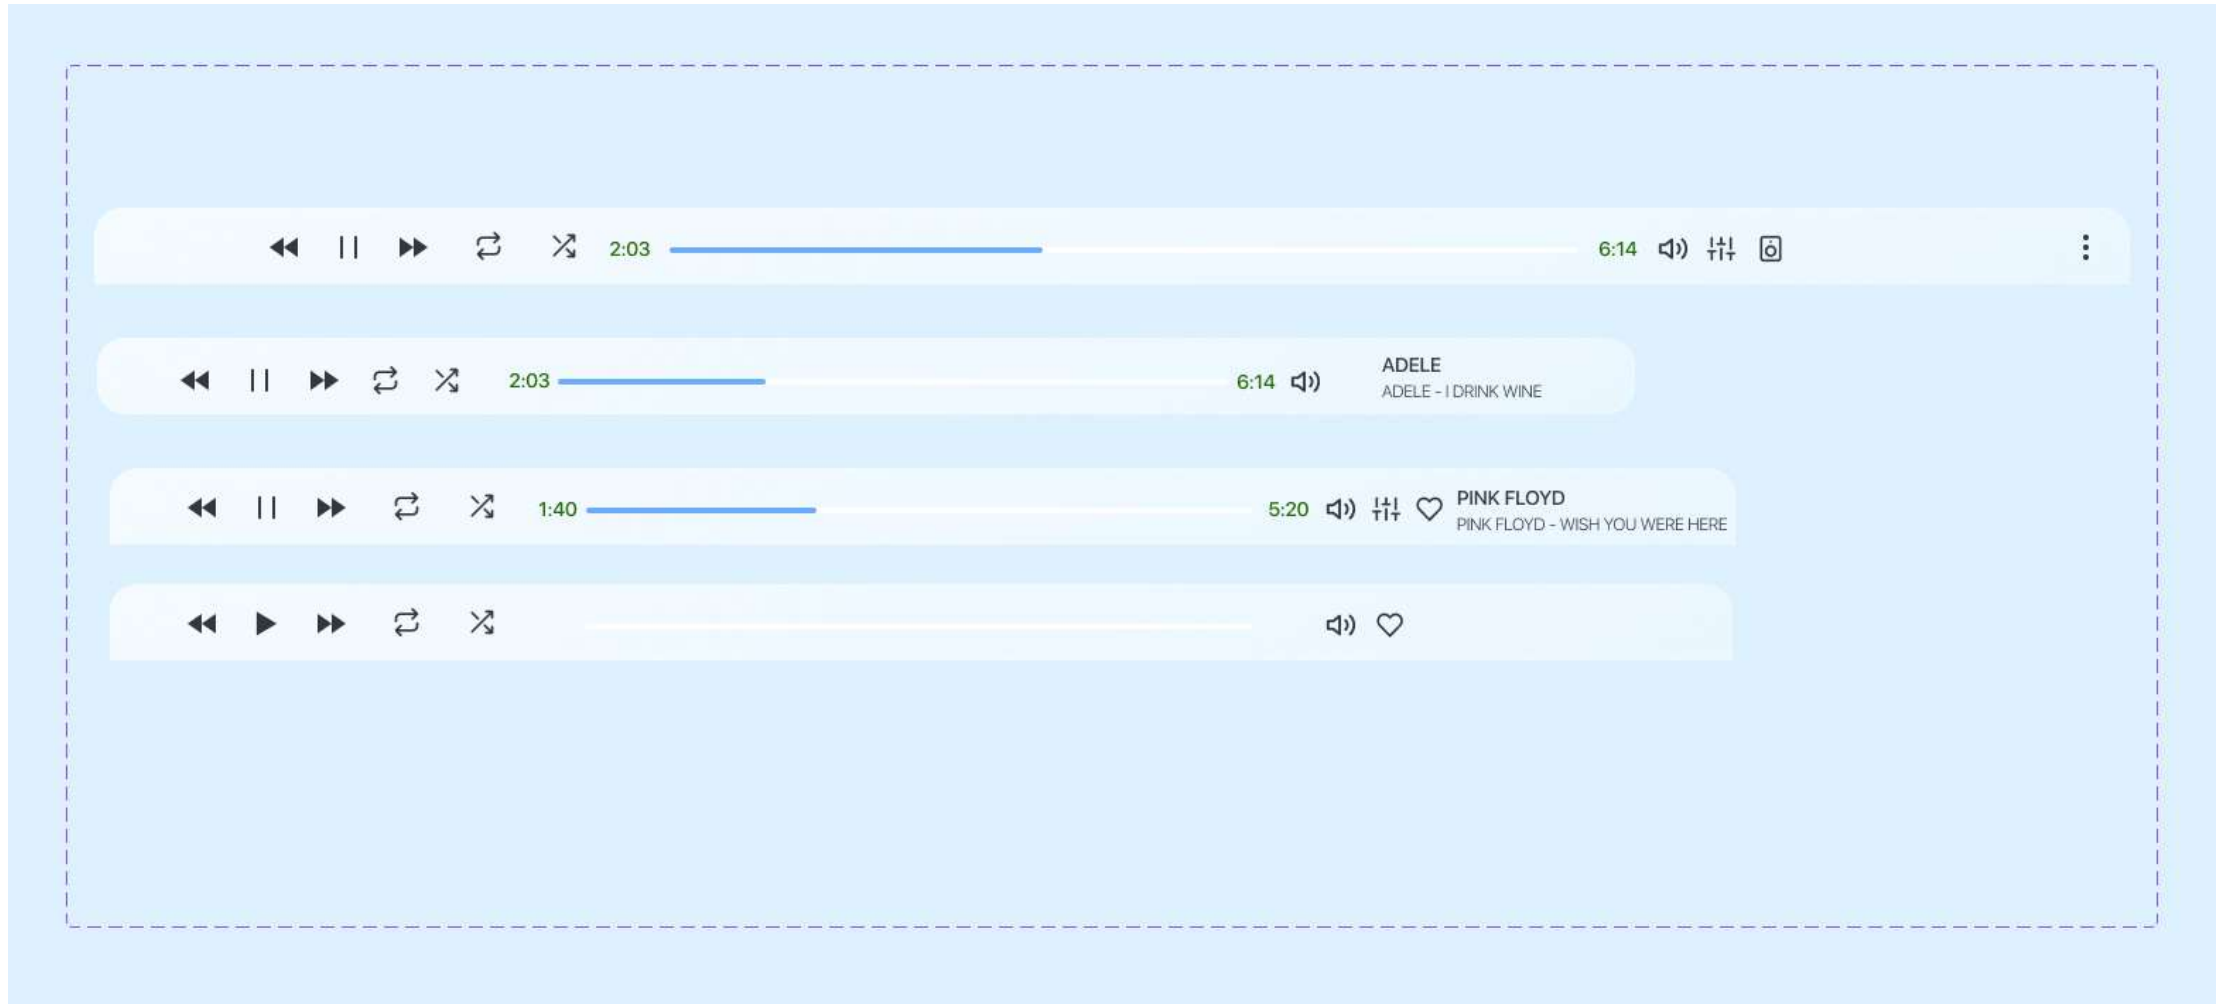 2:03 6:14
2:03 6:14
ADELE
ADELE - I DRINK WINE
1:40 5:20
PINK FLOYD
PINK FLOYD - WISH YOU WERE HERE